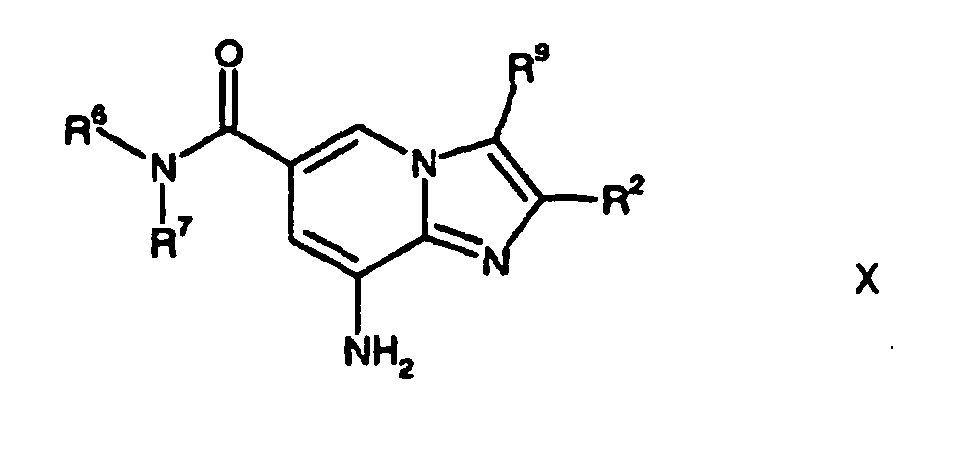 O
R⁹
R⁶
N
N
R²
R⁷
N
X
NH₂